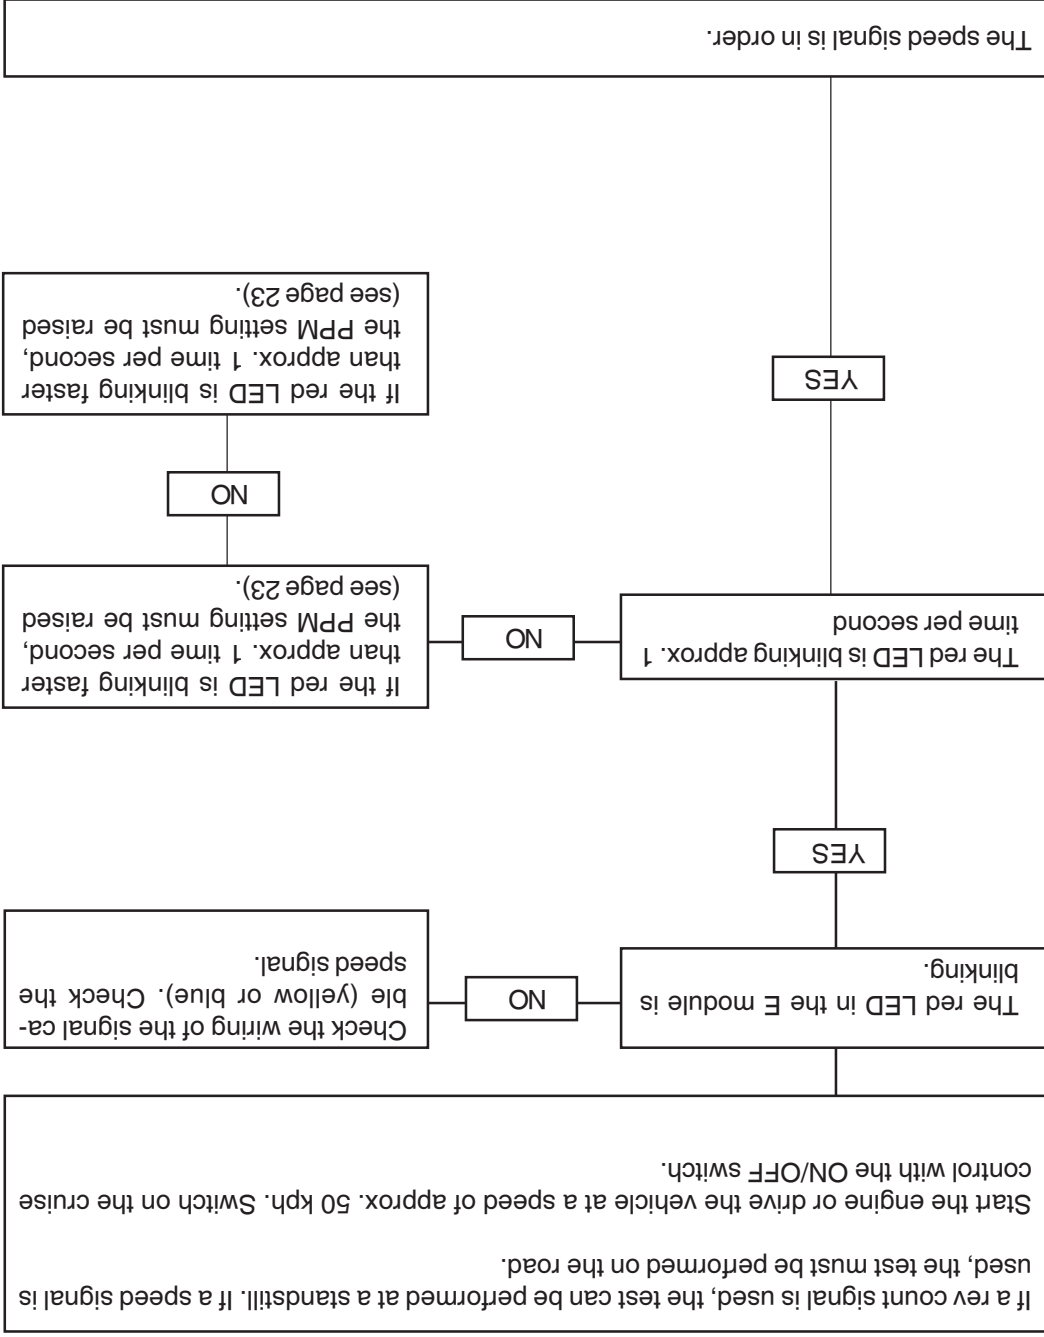 If a rev count signal is used, the test can be performed at a standstill. If a speed signal is
used, the test must be performed on the road.
Start the engine or drive the vehicle at a speed of approx. 50 kph. Switch on the cruise
control with the ON/OFF switch.
The red LED in the E module is
blinking.
NO
Check the wiring of the signal ca-
ble (yellow or blue). Check the
speed signal.
YES
The red LED is blinking approx. 1
time per second
NO
If the red LED is blinking faster
than approx. 1 time per second,
the PPM setting must be raised
(see page 23).
NO
If the red LED is blinking faster
than approx. 1 time per second,
the PPM setting must be raised
(see page 23).
YES
The speed signal is in order.